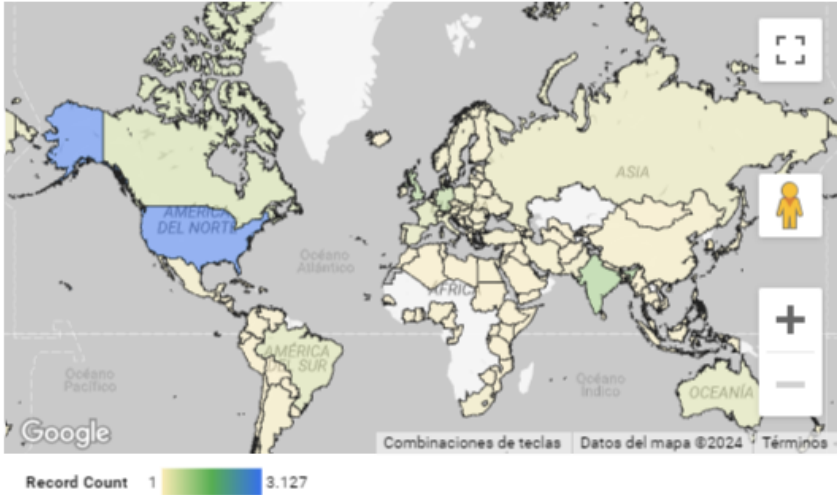 ASIA
AMÉRICA
DEL NORTE
Océano
Atlántico
ÁFRICA
AMÉRICA
DEL SUR
Océano
Pacífico
Océano
Índico
OCEANÍA
Google
Combinaciones de teclas
Datos del mapa ©2024
Términos
Record Count 1 3.127